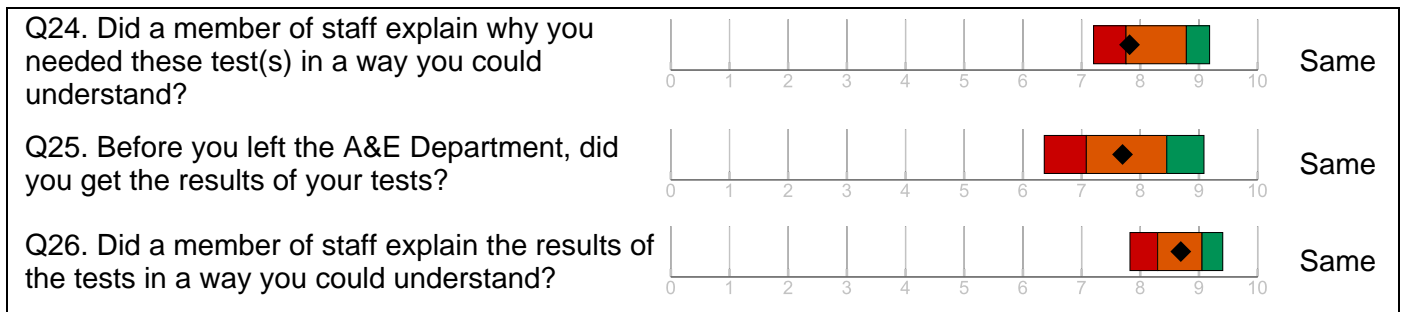 Q24. Did a member of staff explain why you
needed these test(s) in a way you could
understand?
0 1 2 3 4 5 6 7 8 9 10
Same
Q25. Before you left the A&E Department, did
you get the results of your tests?
0 1 2 3 4 5 6 7 8 9 10
Same
Q26. Did a member of staff explain the results of
the tests in a way you could understand?
0 1 2 3 4 5 6 7 8 9 10
Same